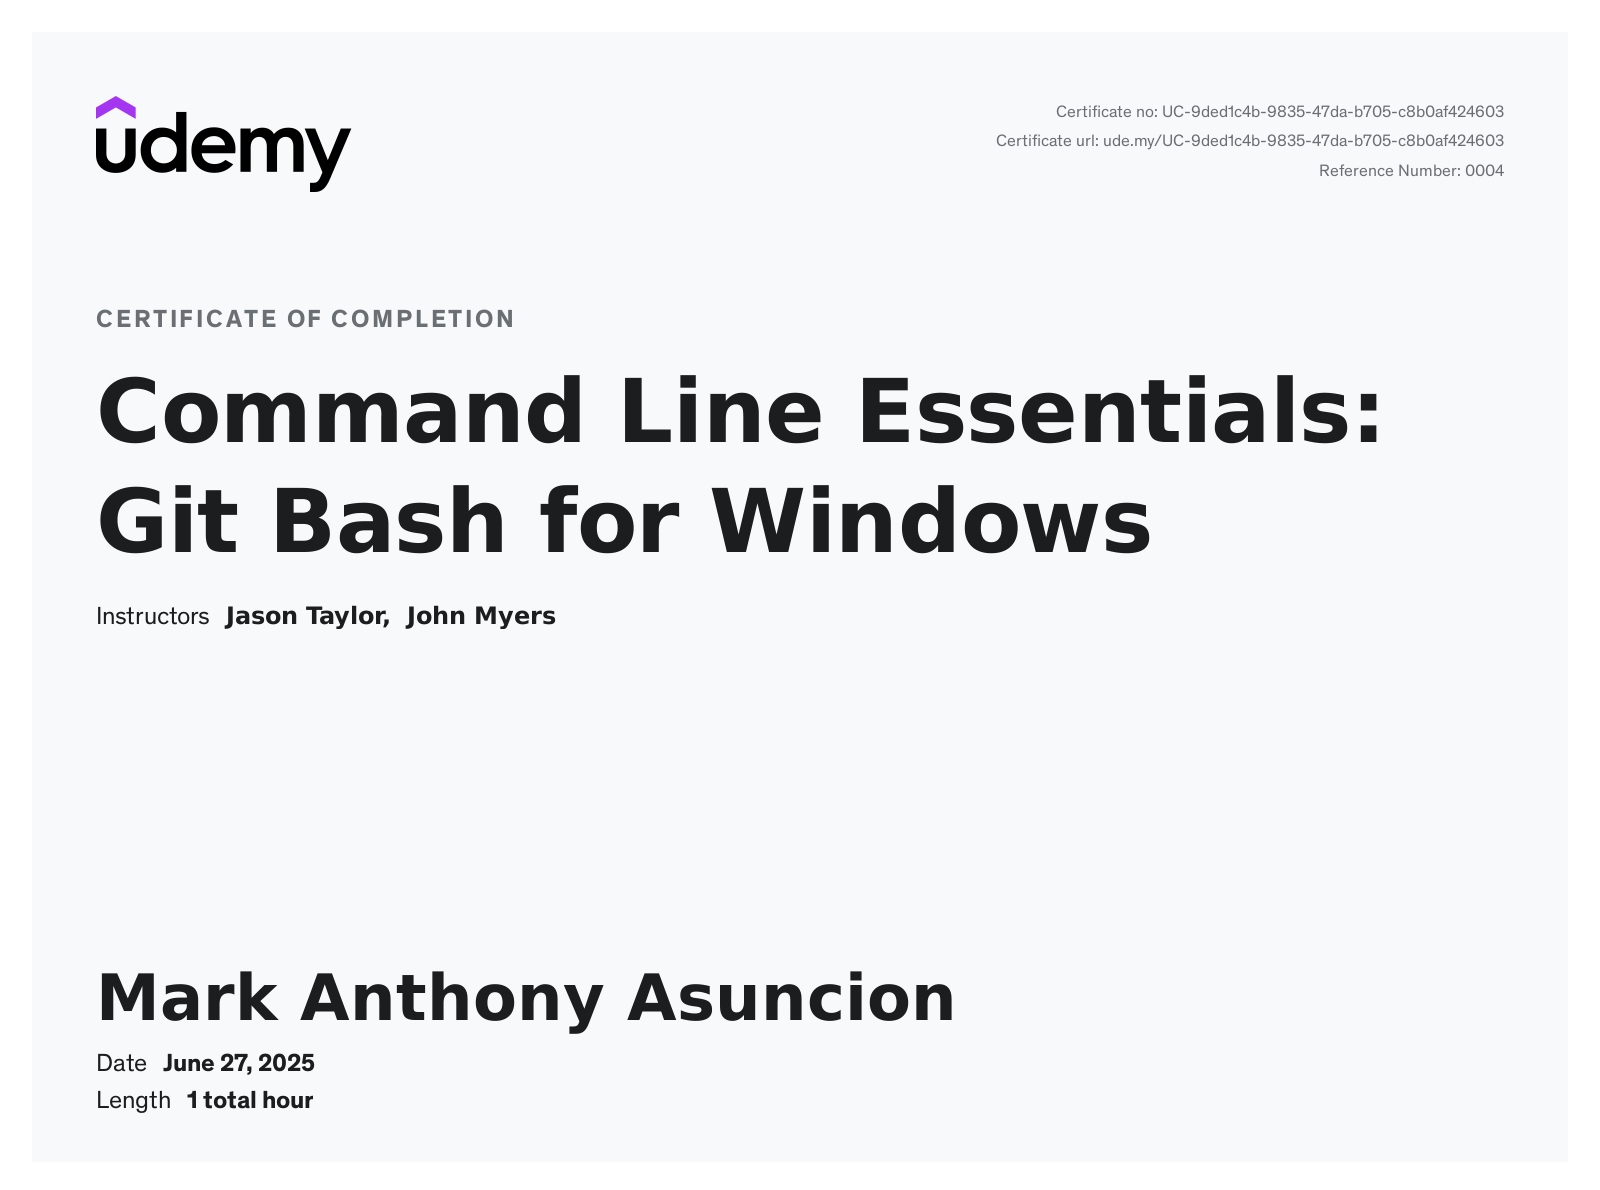 udemy
Certificate no: UC-9ded1c4b-9835-47da-b705-c8b0af424603
Certificate url: ude.my/UC-9ded1c4b-9835-47da-b705-c8b0af424603
Reference Number: 0004
CERTIFICATE OF COMPLETION
Command Line Essentials:
Git Bash for Windows
Instructors Jason Taylor, John Myers
Mark Anthony Asuncion
Date June 27, 2025
Length 1 total hour